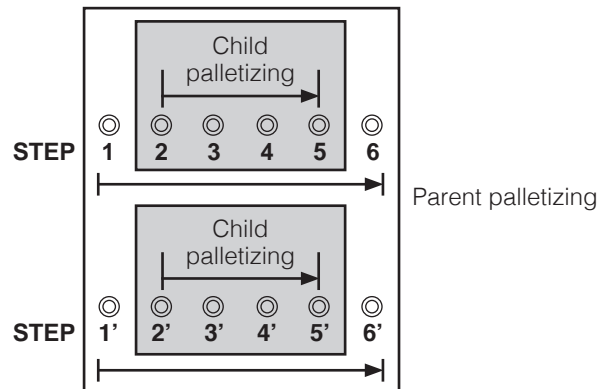 Child
palletizing
STEP 1 2 3 4 5 6
Parent palletizing
Child
palletizing
STEP 1’ 2’ 3’ 4’ 5’ 6’